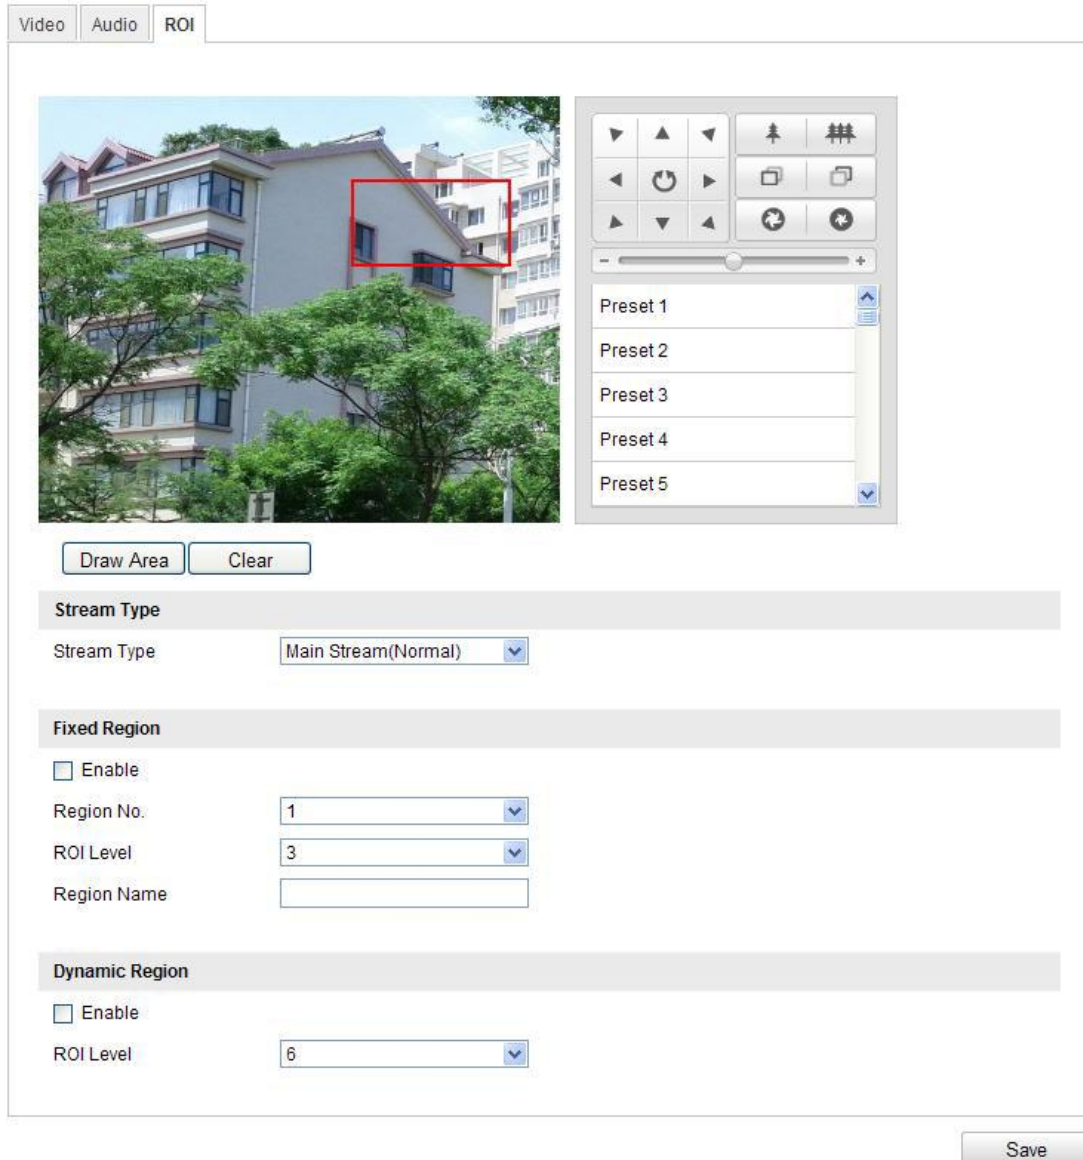 Video Audio ROI
Preset 1
Preset 2
Preset 3
Preset 4
Preset 5
Draw Area Clear
Stream Type
Stream Type Main Stream(Normal)
Fixed Region
Enable
Region No. 1
ROI Level 3
Region Name
Dynamic Region
Enable
ROI Level 6
Save